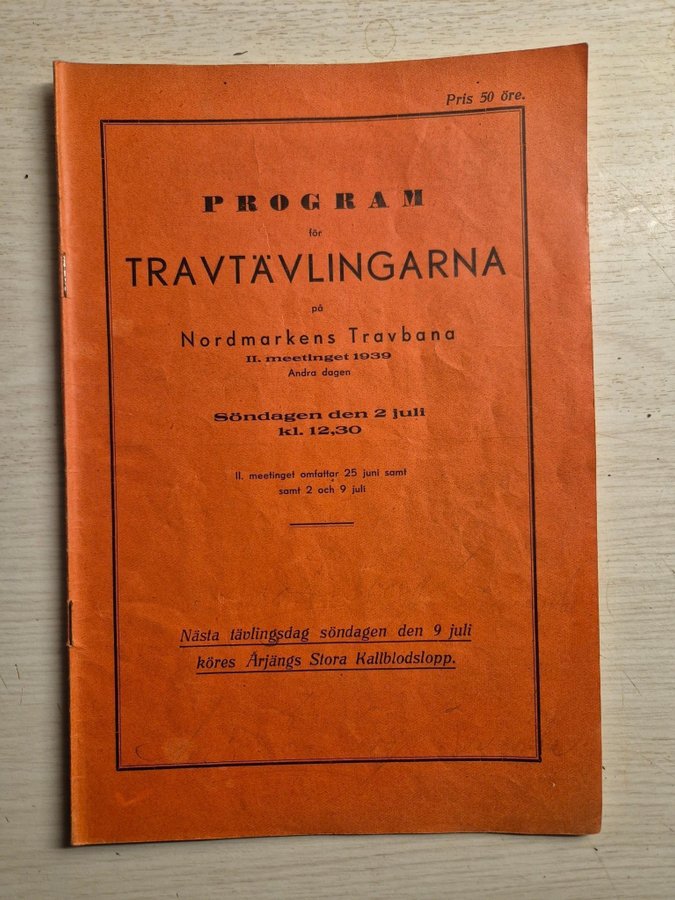 Pris 50 öre.
PROGRAM
för
TRAVTÄVLINGARNA
på
Nordmarkens Travbana
II. meetinget 1939
Andra dagen
Söndagen den 2 juli
kl. 12,30
II. meetinget omfattar 25 juni samt
samt 2 och 9 juli
Nästa tävlingsdag söndagen den 9 juli
köres Årjängs Stora Kallblodslopp.